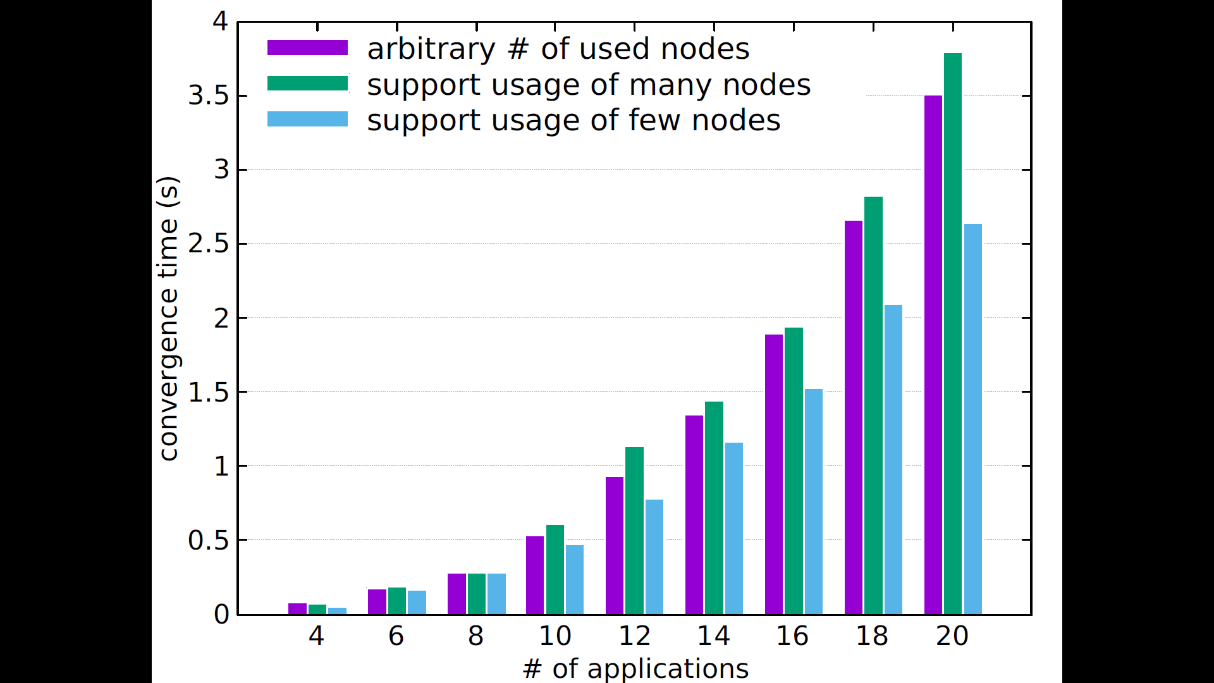 arbitrary # of used nodes
support usage of many nodes
support usage of few nodes
4
3.5
3
2.5
2
1.5
1
0.5
0
convergence time (s)
4 6 8 10 12 14 16 18 20
# of applications